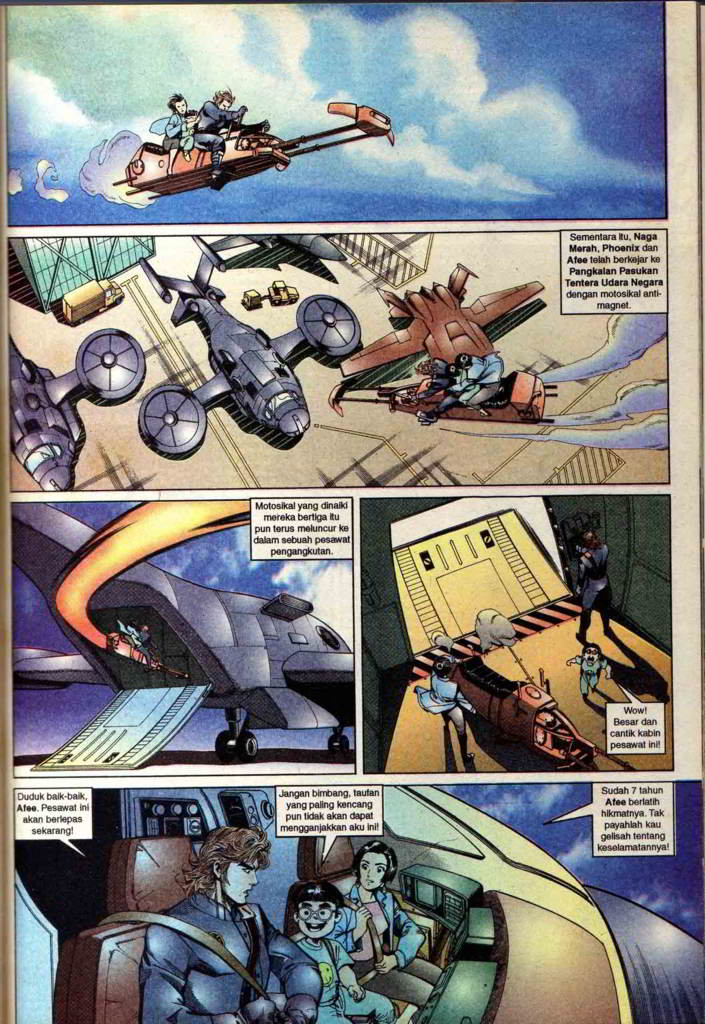 Sementara itu, Naga
Merah, Phoenix dan
Afee telah berkejar ke
Pangkalan Pasukan
Tentera Udara Negara
dengan motosikal anti-
magnet.
Motosikal yang dinaiki
mereka bertiga itu
pun terus meluncur ke
dalam sebuah pesawat
pengangkutan.
Wow!
Besar dan
cantik kabin
pesawat ini!
Duduk baik-baik,
Afee. Pesawat ini
akan berlepas
sekarang!
Jangan bimbang, taufan
yang paling kencang
pun tidak akan dapat
mengganjakkan aku ini!
Sudah 7 tahun
Afee berlatih
hikmatnya. Tak
payahlah kau
gelisah tentang
keselamatannya!